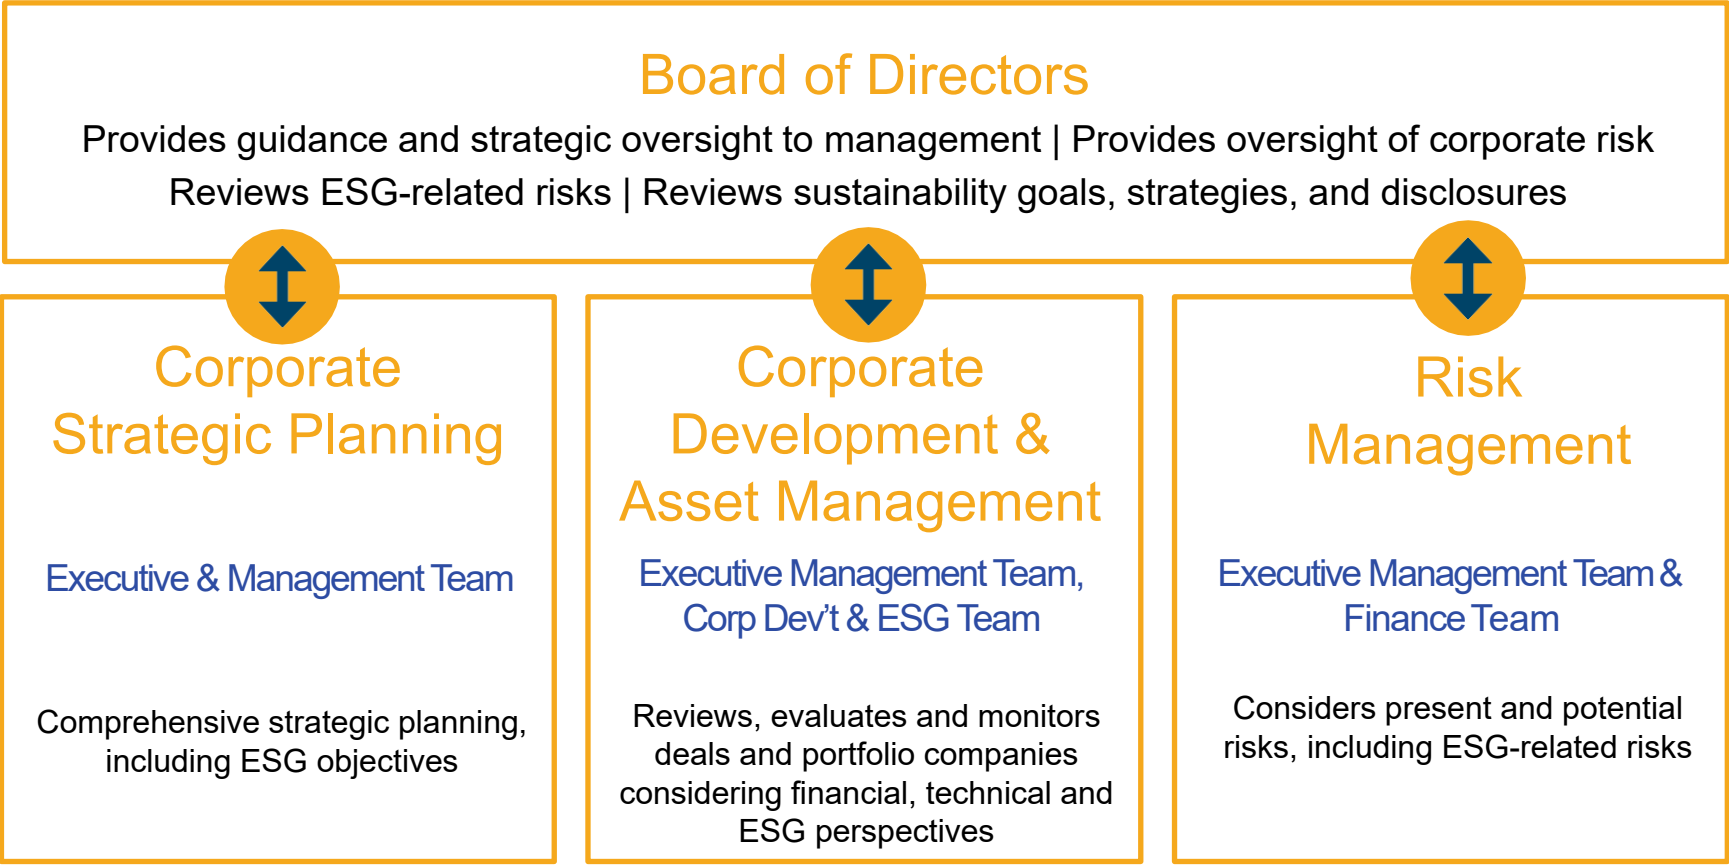 Board of Directors
Provides guidance and strategic oversight to management | Provides oversight of corporate risk
Reviews ESG-related risks | Reviews sustainability goals, strategies, and disclosures
Corporate
Strategic Planning
Executive & Management Team
Comprehensive strategic planning,
including ESG objectives
Corporate
Development &
Asset Management
Executive Management Team,
Corp Dev’t & ESG Team
Reviews, evaluates and monitors
deals and portfolio companies
considering financial, technical and
ESG perspectives
Risk
Management
Executive Management Team &
Finance Team
Considers present and potential
risks, including ESG-related risks